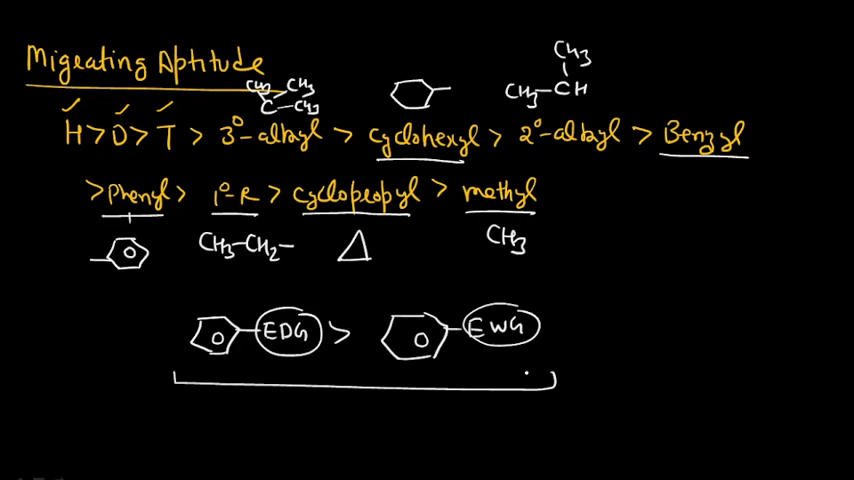 Migrating Aptitude
CH3 CH3
C-CH3
CH3
CH3-CH
H > D > T > 3°-alkyl > cyclohexyl > 2°-alkyl > Benzyl
> Phenyl > 1°-R > cyclopropyl > methyl
CH3-CH2- CH3
EDG > EWG